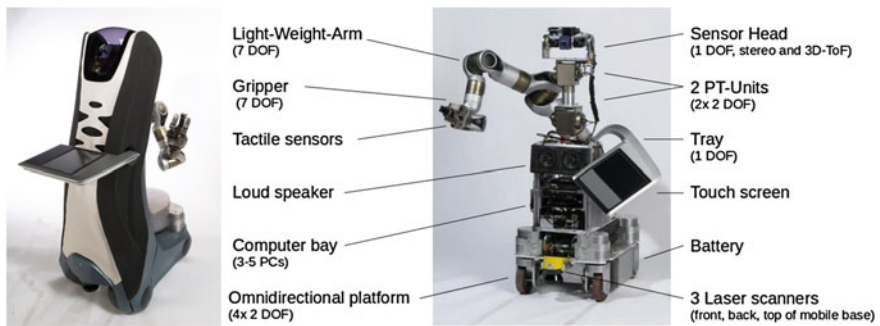 Light-Weight-Arm
(7 DOF)
Gripper
(7 DOF)
Tactile sensors
Loud speaker
Computer bay
(3-5 PCs)
Omnidirectional platform
(4x 2 DOF)
Sensor Head
(1 DOF, stereo and 3D-ToF)
2 PT-Units
(2x 2 DOF)
Tray
(1 DOF)
Touch screen
Battery
3 Laser scanners
(front, back, top of mobile base)